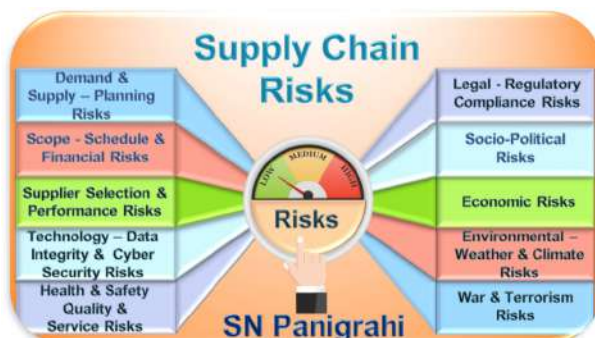 Supply Chain
Risks
Demand &
Supply – Planning
Risks
Scope - Schedule &
Financial Risks
Supplier Selection &
Performance Risks
Technology – Data
Integrity & Cyber
Security Risks
Health & Safety
Quality &
Service Risks
LOW
MEDIUM
HIGH
Risks
Legal - Regulatory
Compliance Risks
Socio-Political
Risks
Economic Risks
Environmental –
Weather & Climate
Risks
War & Terrorism
Risks
SN Panigrahi